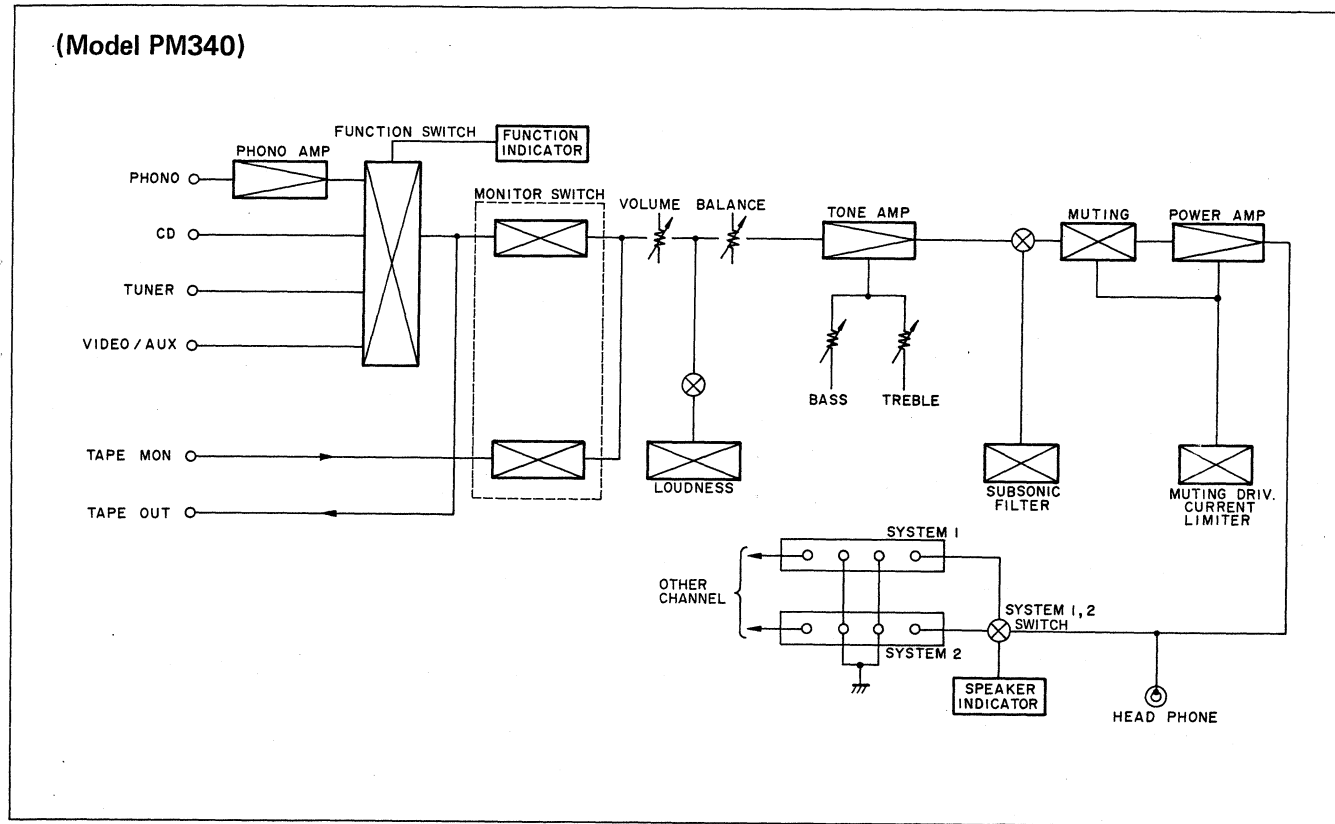 (Model PM340)
FUNCTION SWITCH
FUNCTION
INDICATOR
PHONO AMP
PHONO
MONITOR SWITCH
VOLUME
BALANCE
TONE AMP
MUTING
POWER AMP
CD
TUNER
VIDEO/AUX
BASS
TREBLE
TAPE MON
LOUDNESS
SUBSONIC
FILTER
MUTING DRIV.
CURRENT
LIMITER
TAPE OUT
SYSTEM 1
OTHER
CHANNEL
SYSTEM 1,2
SWITCH
SYSTEM 2
SPEAKER
INDICATOR
HEAD PHONE